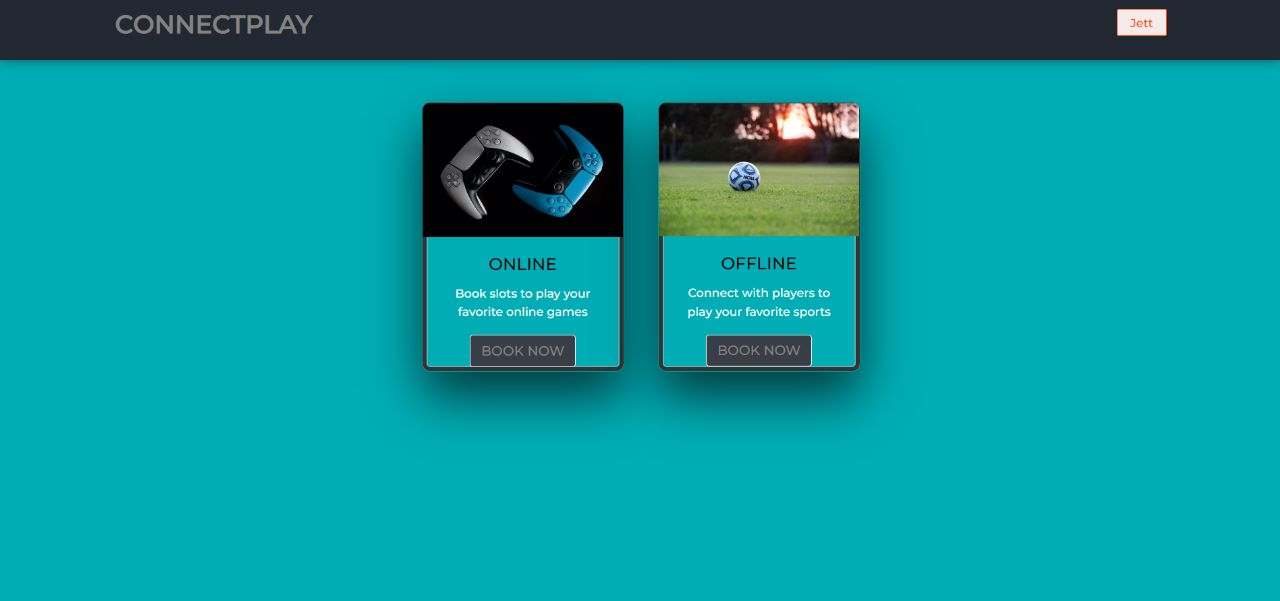 CONNECTPLAY
Jett
ONLINE
Book slots to play your
favorite online games
BOOK NOW
OFFLINE
Connect with players to
play your favorite sports
BOOK NOW